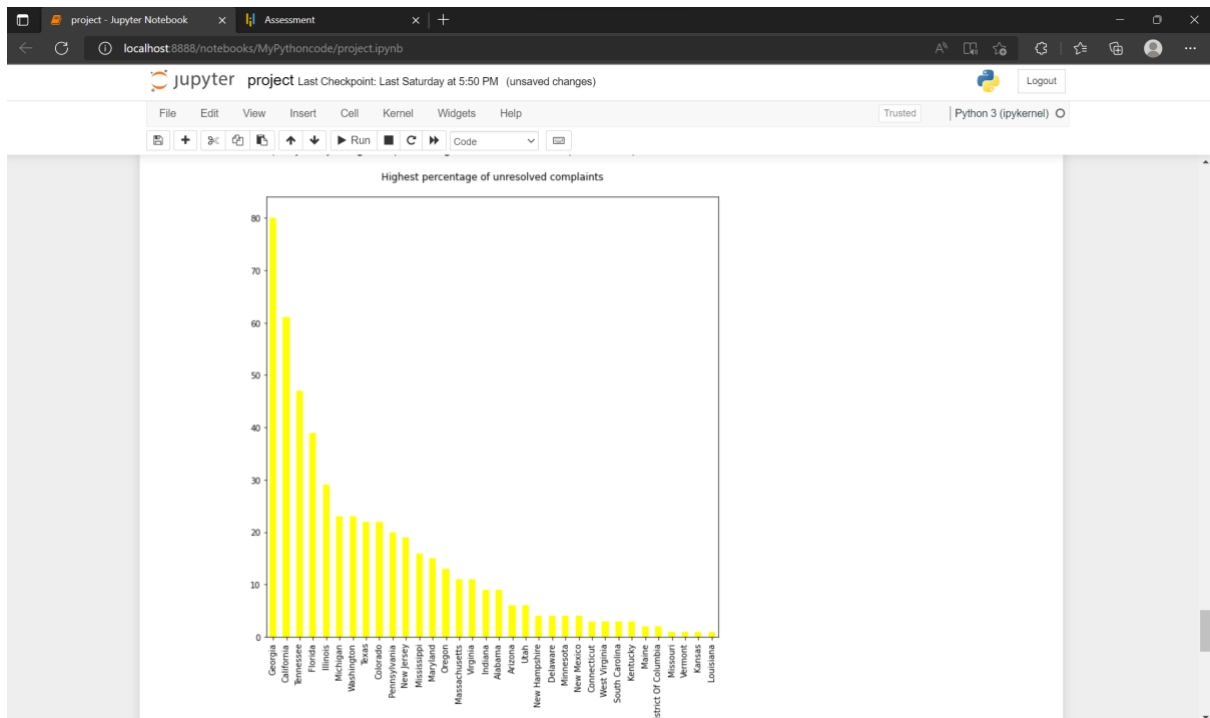 project - Jupyter Notebook
Assessment
localhost:8888/notebooks/MyPythoncode/project.ipynb
jupyter project Last Checkpoint: Last Saturday at 5:50 PM (unsaved changes)
Logout
File Edit View Insert Cell Kernel Widgets Help
Trusted Python 3 (ipykernel)
Run Code
Highest percentage of unresolved complaints
80
70
60
50
40
30
20
10
0
Georgia
California
Tennessee
Florida
Illinois
Michigan
Washington
Texas
Colorado
Pennsylvania
New Jersey
Mississippi
Maryland
Oregon
Massachusetts
Virginia
Indiana
Alabama
Arizona
Utah
New Hampshire
Delaware
Minnesota
New Mexico
Connecticut
West Virginia
South Carolina
Kentucky
Maine
strict Of Columbia
Missouri
Vermont
Kansas
Louisiana